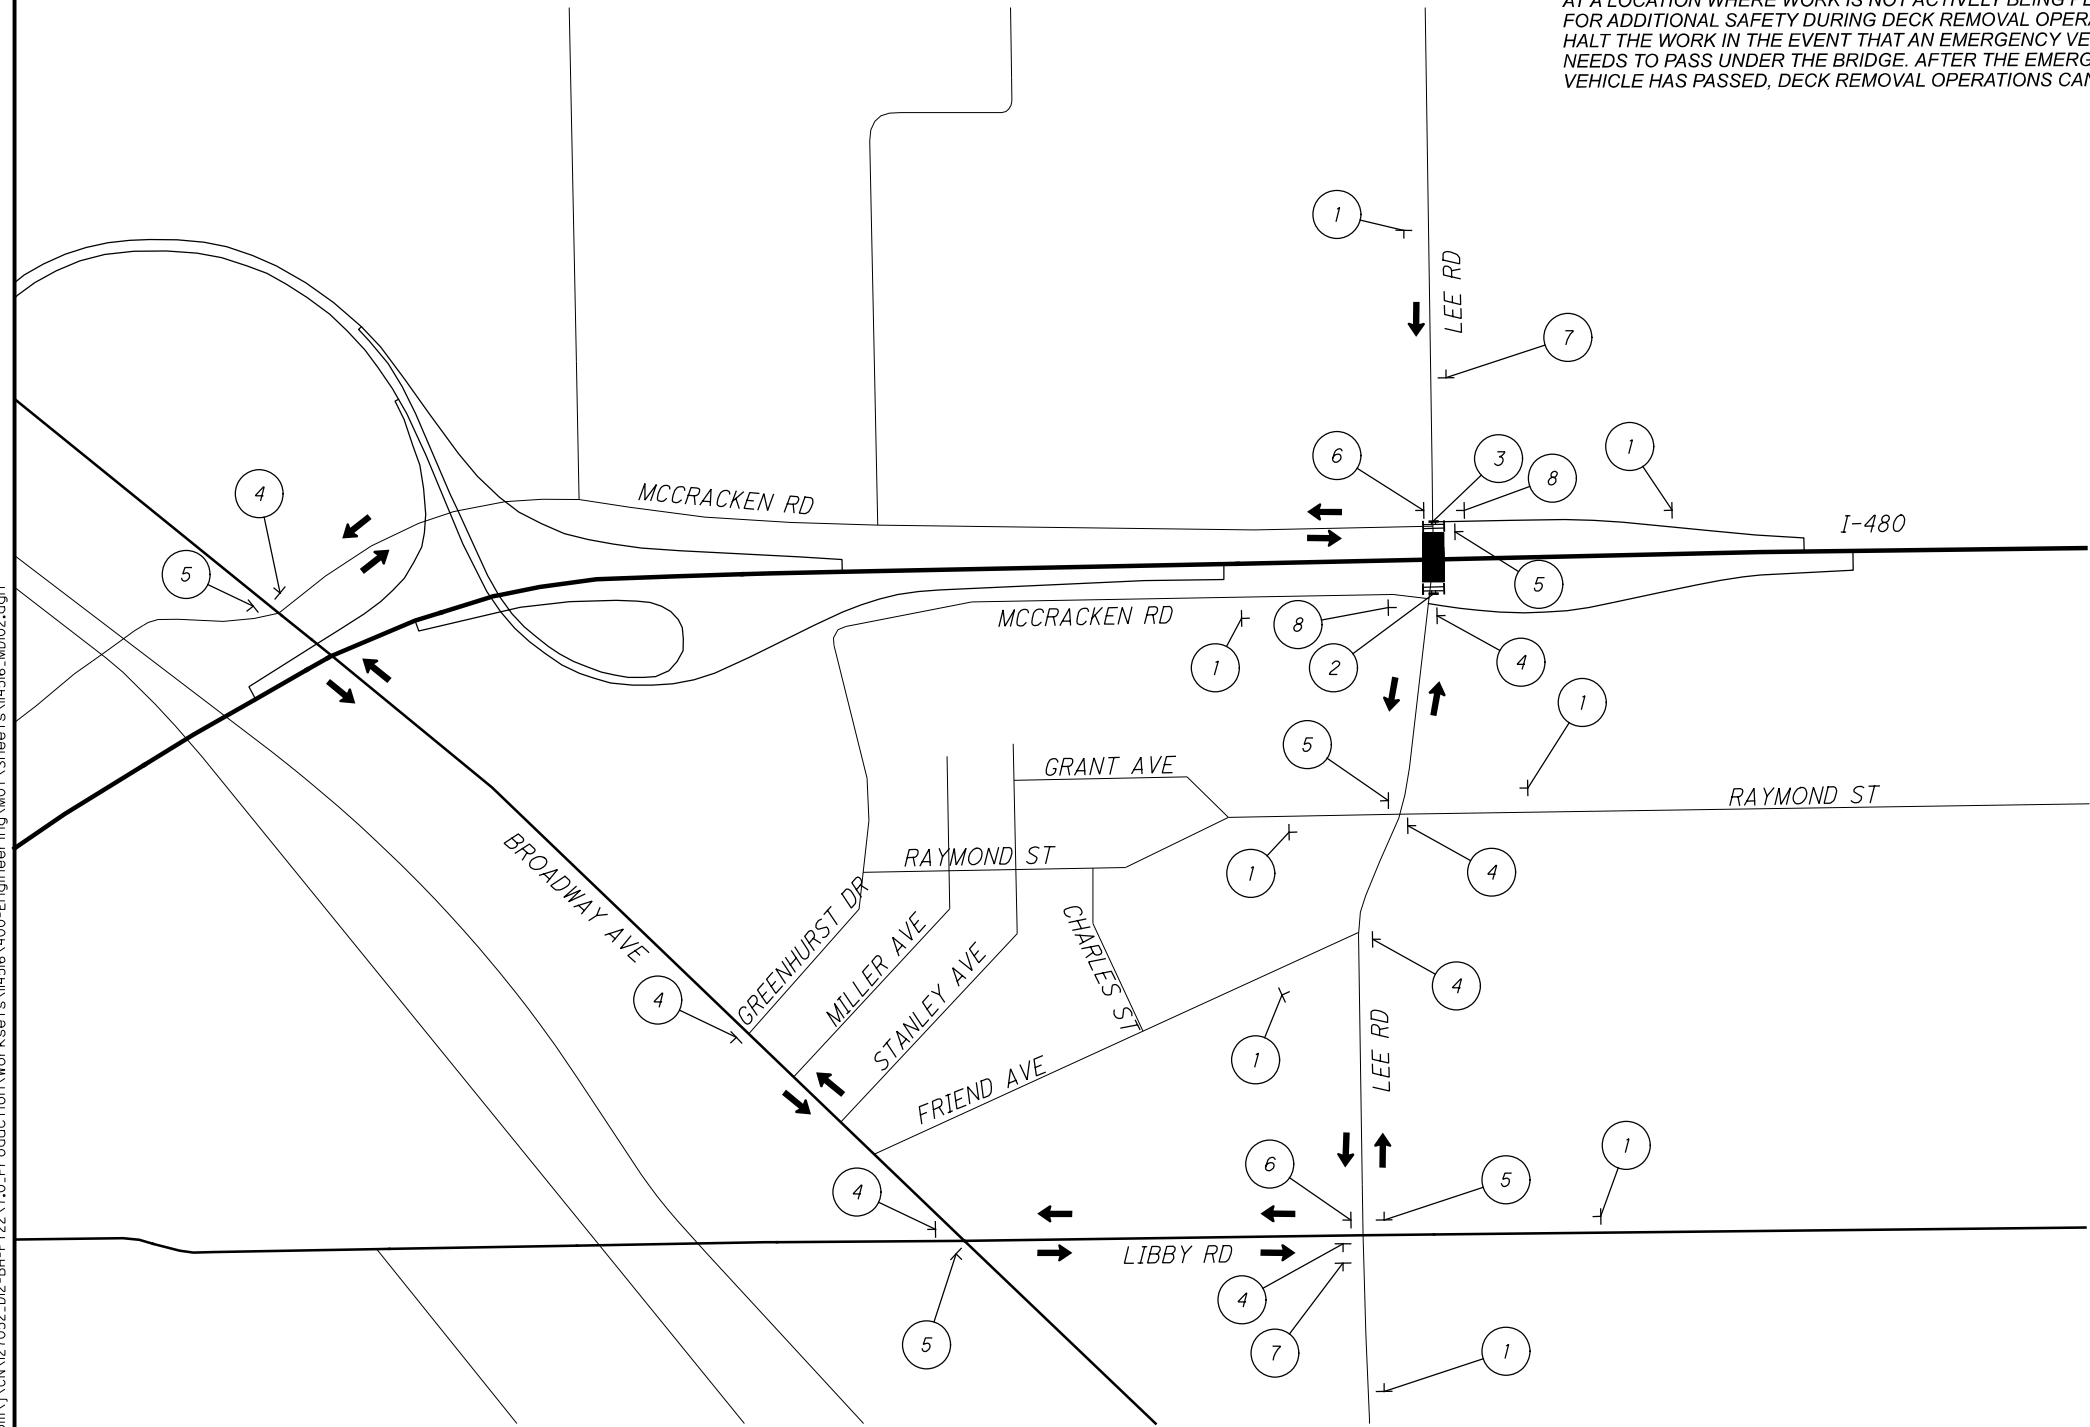 AT A LOCATION WHERE WORK IS NOT ACTIVELY BEING
FOR ADDITIONAL SAFETY DURING DECK REMOVAL
HALT THE WORK IN THE EVENT THAT AN EMERGENCY
NEEDS TO PASS UNDER THE BRIDGE. AFTER THE
VEHICLE HAS PASSED, DECK REMOVAL OPERATIONS
1
LEE RD
7
6
3
1
8
4
MCCRACKEN RD
I-480
5
5
MCCRACKEN RD
8
1
2
4
1
5
GRANT AVE
RAYMOND ST
BROADWAY AVE
RAYMOND ST
1
4
GREENHURST DR
MILLER AVE
STANLEY AVE
CHARLES ST
4
4
1
LEE RD
FRIEND AVE
6
5
1
4
LIBBY RD
4
5
7
1